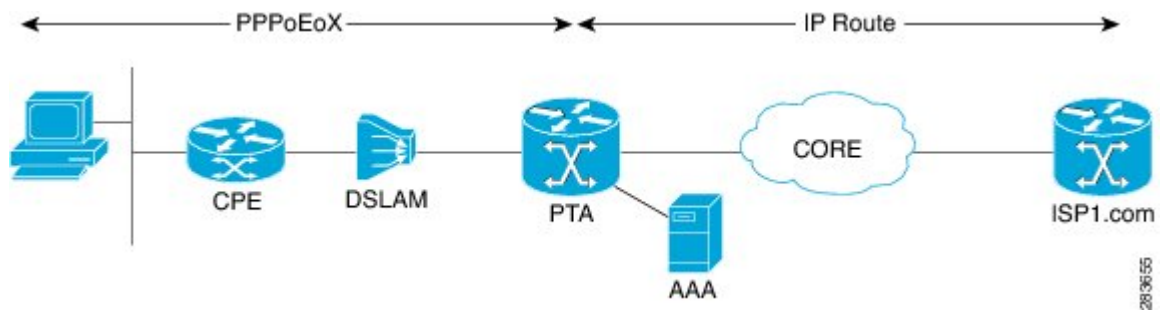 PPPoEoX
IP Route
CPE
DSLAM
PTA
CORE
ISP1.com
AAA
283655